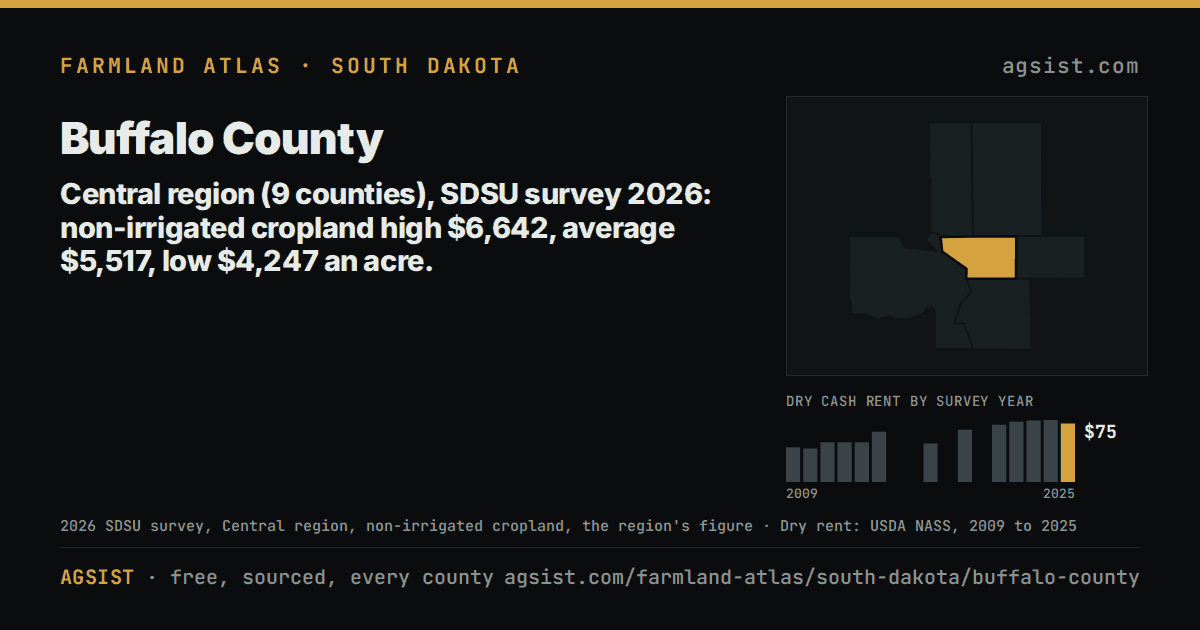 FARMLAND ATLAS · SOUTH DAKOTA
agsist.com
Buffalo County
Central region (9 counties), SDSU survey 2026:
non-irrigated cropland high $6,642, average
$5,517, low $4,247 an acre.
DRY CASH RENT BY SURVEY YEAR
$75
2009
2025
2026 SDSU survey, Central region, non-irrigated cropland, the region's figure · Dry rent: USDA NASS, 2009 to 2025
AGSIST · free, sourced, every county
agsist.com/farmland-atlas/south-dakota/buffalo-county